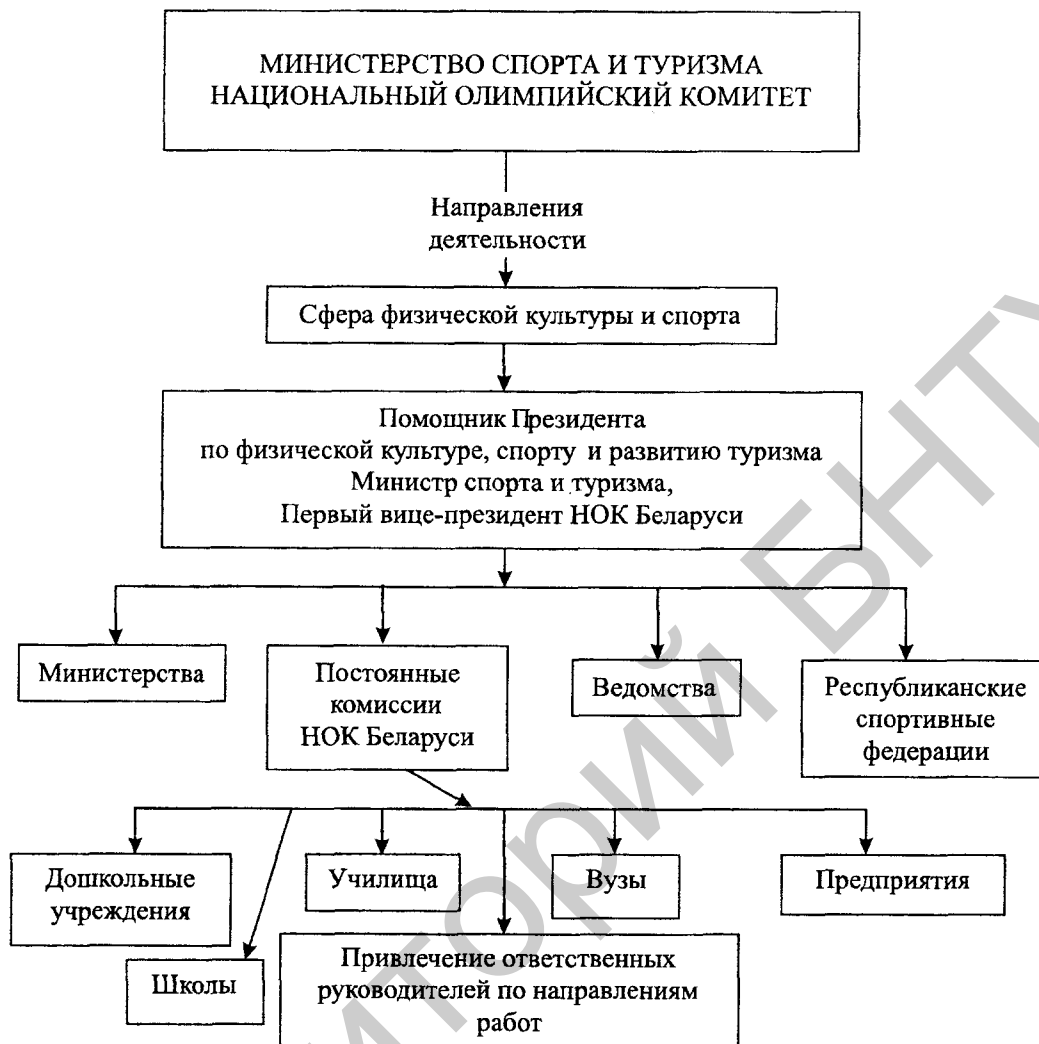 МИНИСТЕРСТВО СПОРТА И ТУРИЗМА
НАЦИОНАЛЬНЫЙ ОЛИМПИЙСКИЙ КОМИТЕТ
Направления
деятельности
Сфера физической культуры и спорта
Помощник Президента
по физической культуре, спорту и развитию туризма
Министр спорта и туризма,
Первый вице-президент НОК Беларуси
Министерства
Постоянные
комиссии
НОК Беларуси
Ведомства
Республиканские
спортивные
федерации
Дошкольные
учреждения
Училища
Вузы
Предприятия
Школы
Привлечение ответственных
руководителей по направлениям
работ
БНТУ